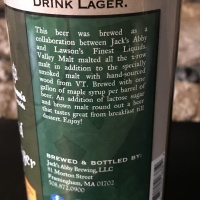 DRINK LAGER.
This beer was brewed as a
collaboration between Jack's Abby
and Lawson's Finest Liquids.
Valley Malt malted all the two row
malt in addition to the specialty
smoked malt with hand-sourced
wood from VT. Brewed with one
gallon of maple syrup per barrel of
beer. An addition of lactose sugar
and brown malt round out a beer
that tastes great from breakfast till
dessert. Enjoy!
BREWED & BOTTLED BY:
Jack's Abby Brewing, LLC
81 Morton Street
Framingham, MA 01702
508.872.0900